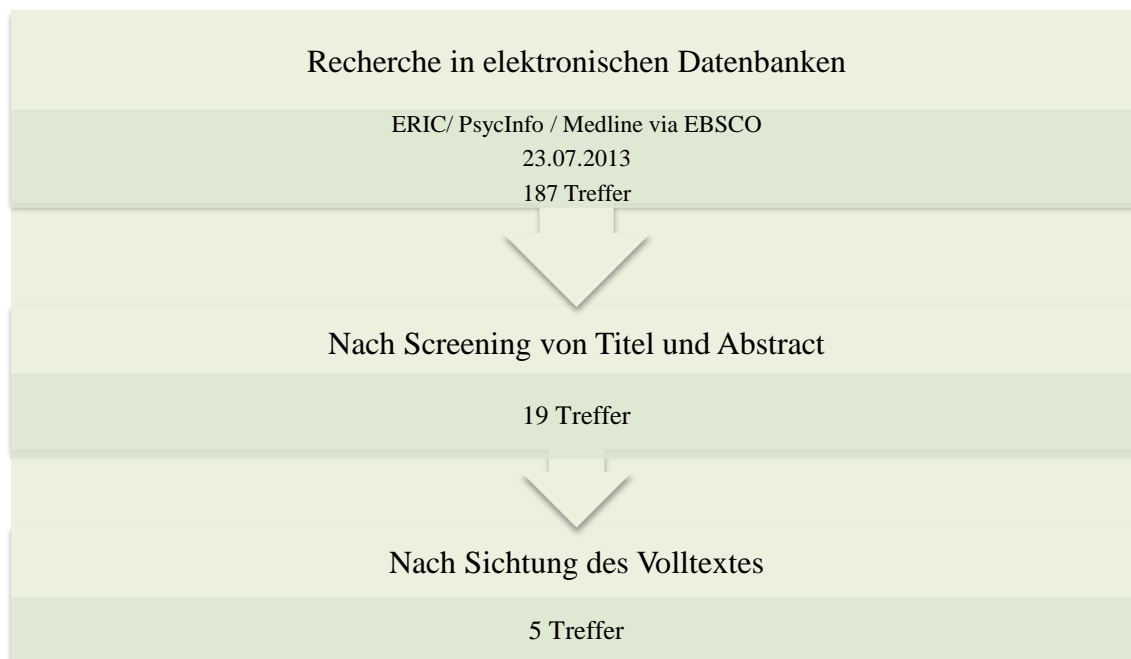 Recherche in elektronischen Datenbanken
ERIC/ PsycInfo / Medline via EBSCO
23.07.2013
187 Treffer
Nach Screening von Titel und Abstract
19 Treffer
Nach Sichtung des Volltextes
5 Treffer